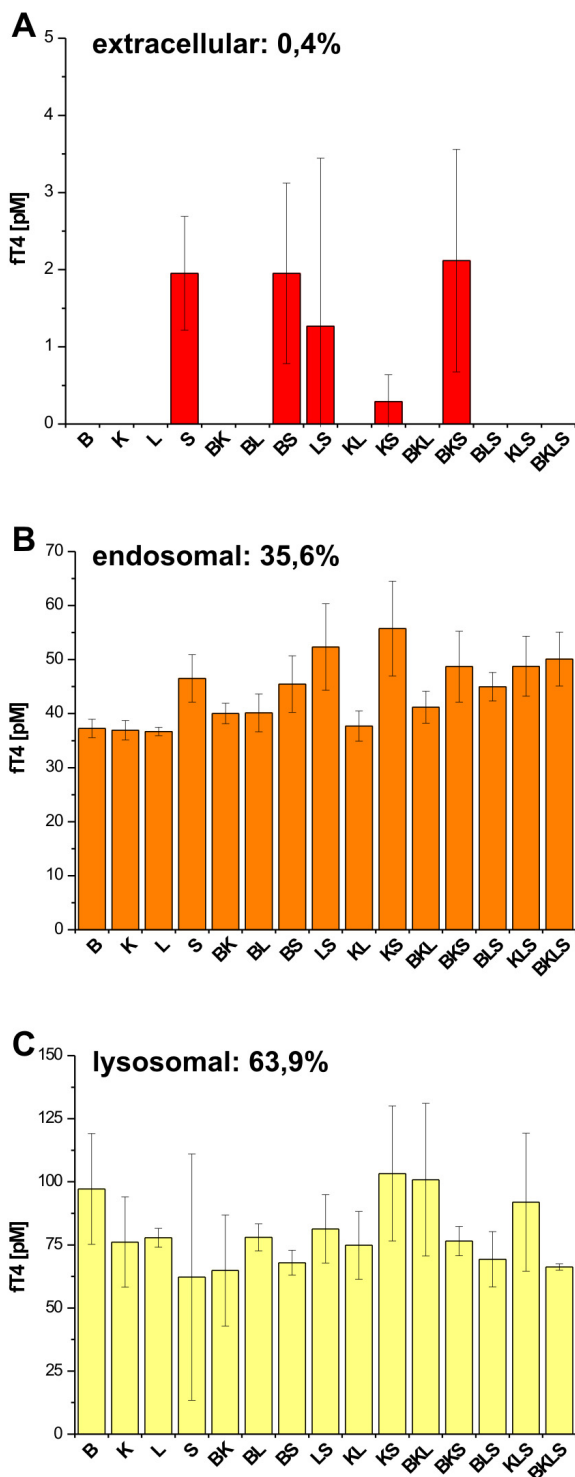 A
extracellular: 0,4%
5
4
3
2
1
0
fT4 [pM]
B K L S BK BL BS LS KL KS BKL BKS BLS KLS BKLS
B
endosomal: 35,6%
70
60
50
40
30
20
10
0
fT4 [pM]
B K L S BK BL BS LS KL KS BKL BKS BLS KLS BKLS
C
lysosomal: 63,9%
150
125
100
75
50
25
0
fT4 [pM]
B K L S BK BL BS LS KL KS BKL BKS BLS KLS BKLS